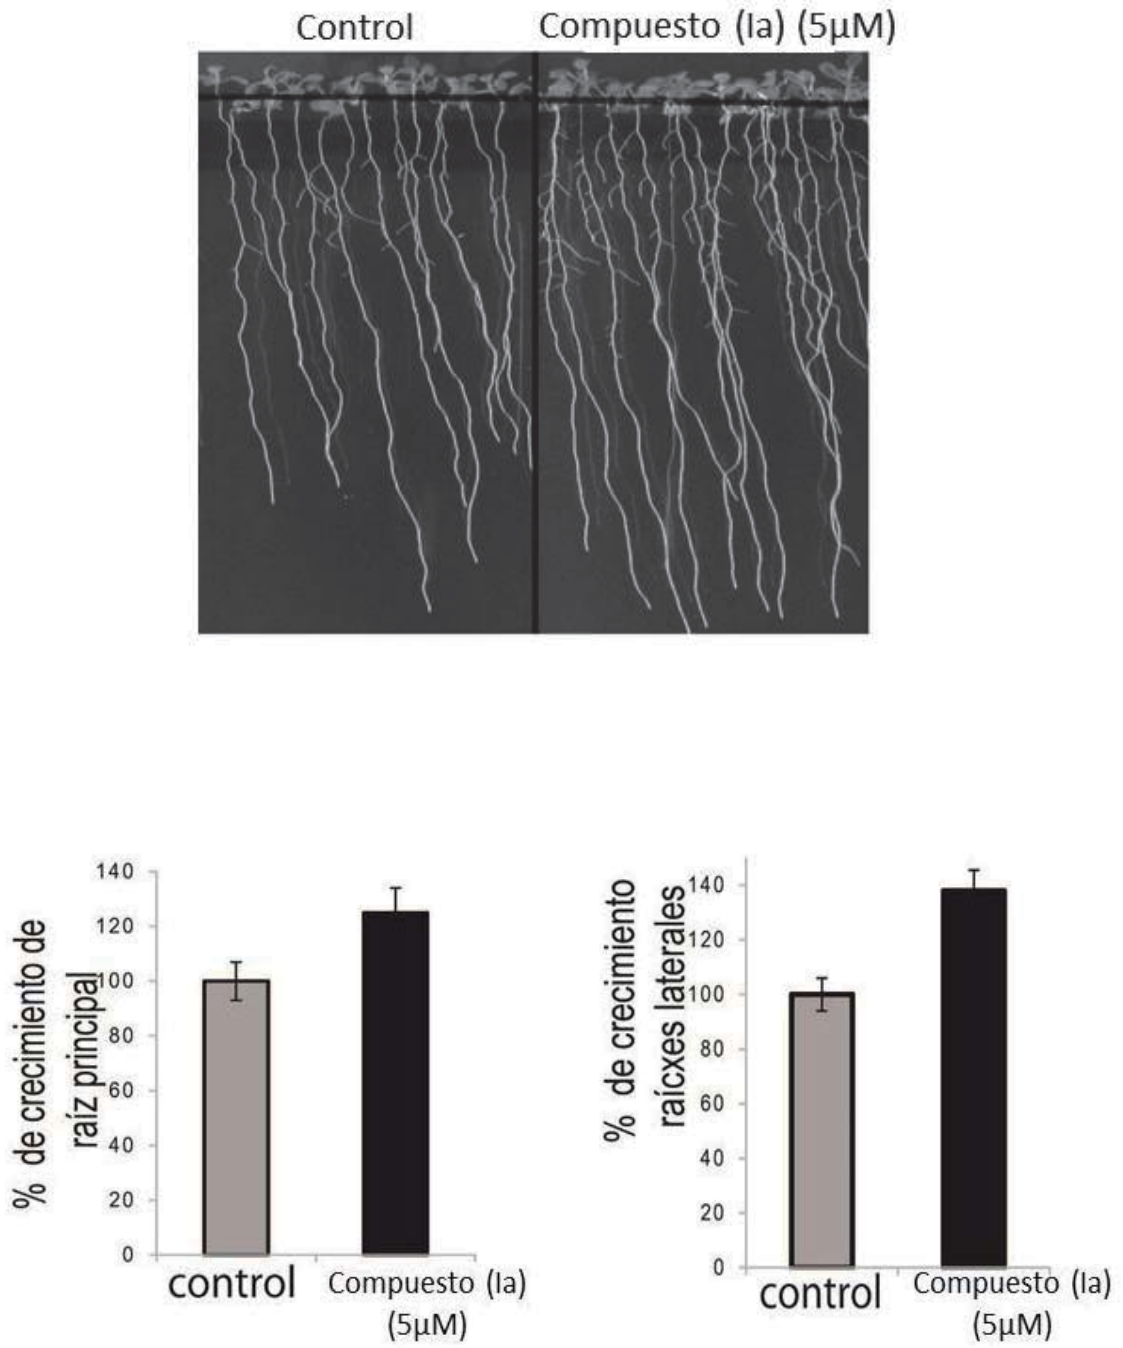 Control
Compuesto (Ia) (5µM)
% de crecimiento de
raíz principal
140
120
100
80
60
40
20
0
control
Compuesto (Ia)
(5µM)
% de crecimiento
raícxes laterales
140
120
100
80
60
40
20
0
control
Compuesto (Ia)
(5µM)